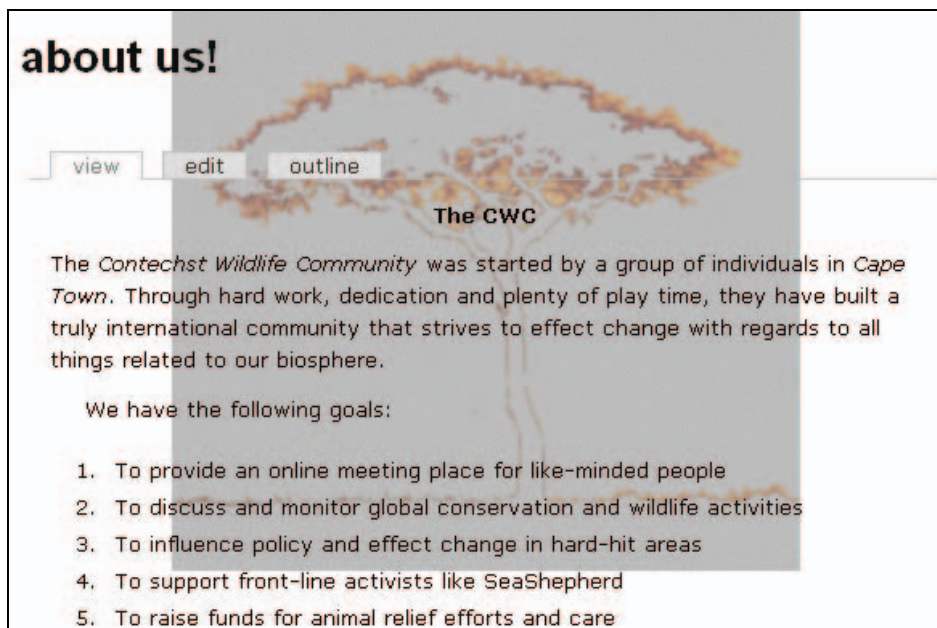 about us!
view edit outline
The CWC
The Contechst Wildlife Community was started by a group of individuals in Cape
Town. Through hard work, dedication and plenty of play time, they have built a
truly international community that strives to effect change with regards to all
things related to our biosphere.
We have the following goals:
1. To provide an online meeting place for like-minded people
2. To discuss and monitor global conservation and wildlife activities
3. To influence policy and effect change in hard-hit areas
4. To support front-line activists like SeaShepherd
5. To raise funds for animal relief efforts and care